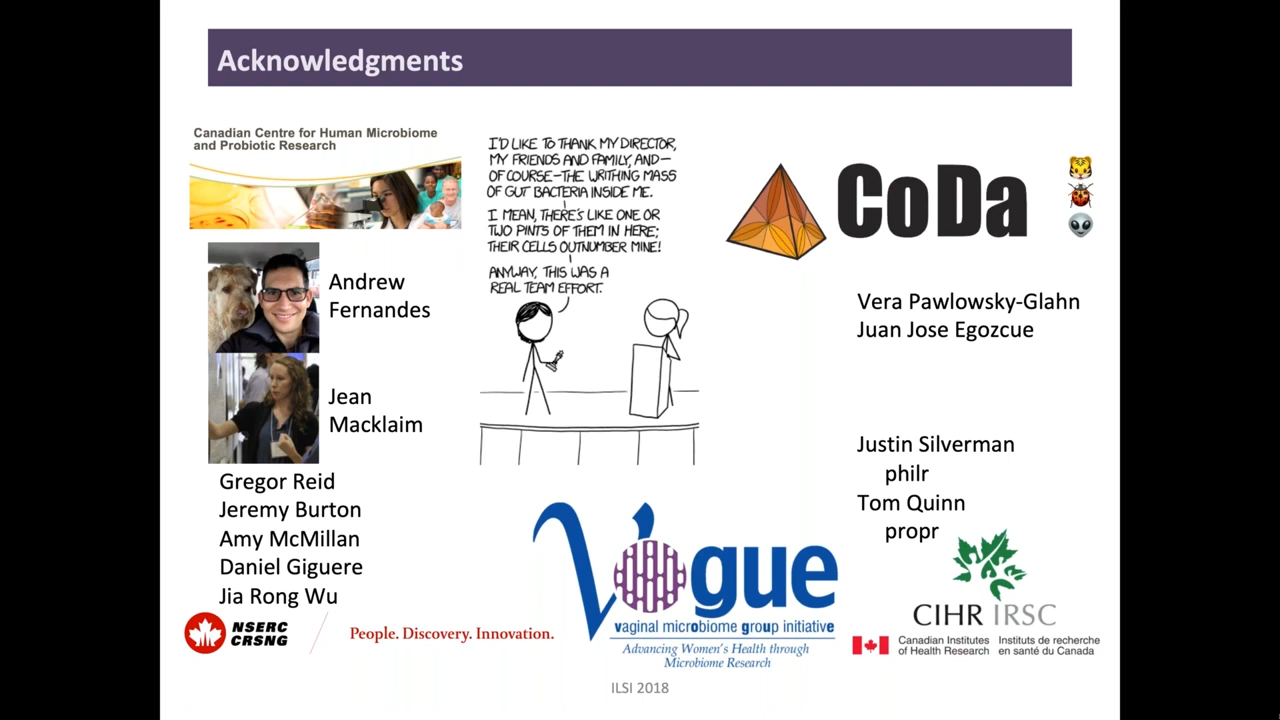 Acknowledgments
Canadian Centre for Human Microbiome
and Probiotic Research
Andrew
Fernandes
Jean
Macklaim
Gregor Reid
Jeremy Burton
Amy McMillan
Daniel Giguere
Jia Rong Wu
NSERC
CRSNG
People. Discovery. Innovation.
I'D LIKE TO THANK MY DIRECTOR,
MY FRIENDS AND FAMILY, AND—
OF COURSE—THE WRITHING MASS
OF GUT BACTERIA INSIDE ME.
I MEAN, THERE'S LIKE ONE OR
TWO PINTS OF THEM IN HERE;
THEIR CELLS OUTNUMBER MINE!
ANYWAY, THIS WAS A
REAL TEAM EFFORT.
Vogue
vaginal microbiome group initiative
Advancing Women's Health through
Microbiome Research
CoDa
Vera Pawlowsky-Glahn
Juan Jose Egozcue
Justin Silverman
philr
Tom Quinn
propr
CIHR IRSC
Canadian Institutes
of Health Research
Instituts de recherche
en santé du Canada
ILSI 2018